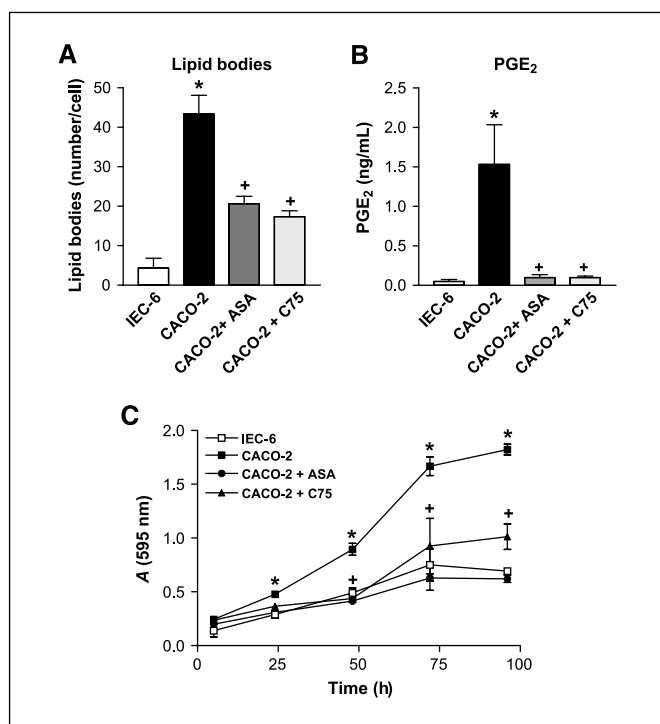 A
Lipid bodies
Lipid bodies (number/cell)
50
40
30
20
10
0
*
+
+
IEC-6
CACO-2
CACO-2+ ASA
CACO-2 + C75
B
PGE₂
PGE₂ (ng/mL)
2.5
2.0
1.5
1.0
0.5
0.0
*
+
+
IEC-6
CACO-2
CACO-2+ ASA
CACO-2 + C75
C
IEC-6
CACO-2
CACO-2 + ASA
CACO-2 + C75
A (595 nm)
2.0
1.5
1.0
0.5
0.0
*
*
*
*
+
+
+
0
25
50
75
100
Time (h)